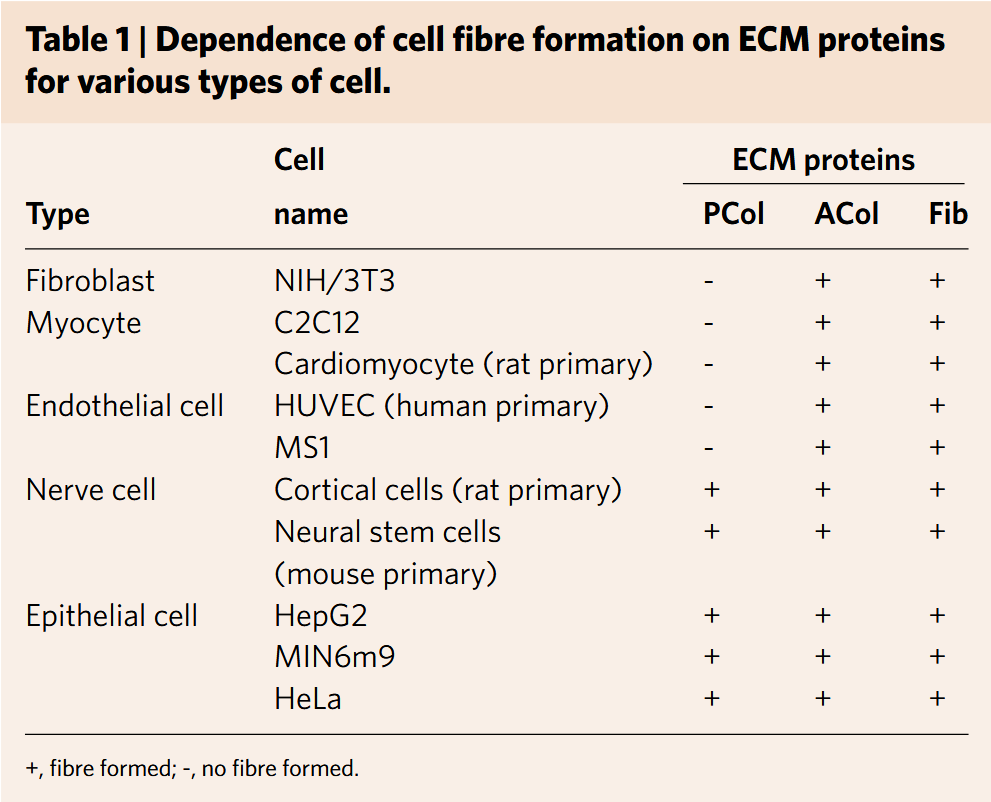 Table 1 | Dependence of cell fibre formation on ECM proteins
for various types of cell.
Cell ECM proteins
Type name PCol ACol Fib
Fibroblast NIH/3T3 - + +
Myocyte C2C12 - + +
Cardiomyocyte (rat primary) - + +
Endothelial cell HUVEC (human primary) - + +
MS1 - + +
Nerve cell Cortical cells (rat primary) + + +
Neural stem cells + + +
(mouse primary)
Epithelial cell HepG2 + + +
MIN6m9 + + +
HeLa + + +
+, fibre formed; -, no fibre formed.